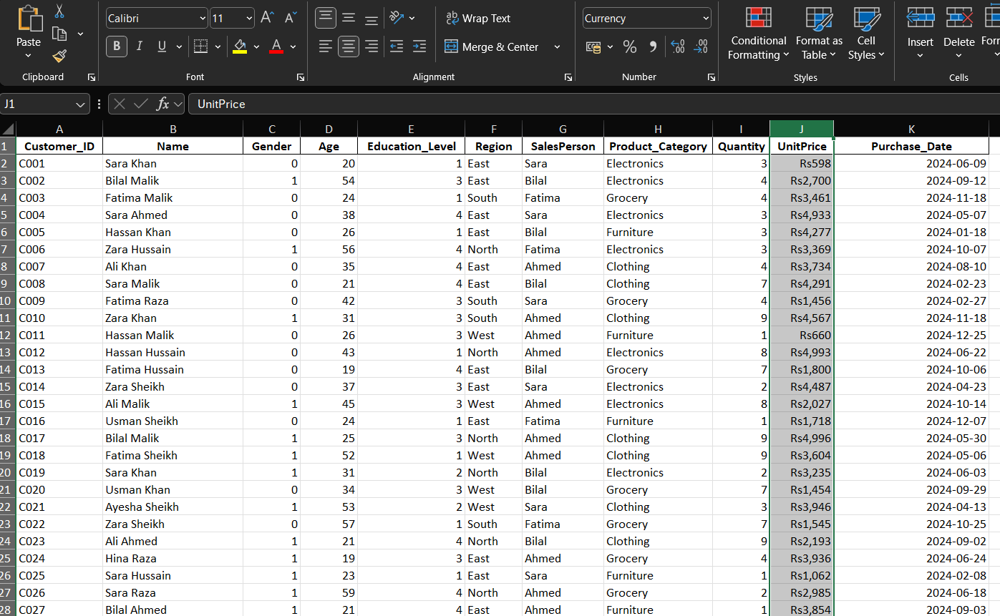 Calibri 11 A A ab Wrap Text Currency
Paste B I U A Merge & Center % 9 .00 .00 Conditional Formatting Format as Table Cell Styles Insert Delete
Clipboard Font Alignment Number Styles Cells
J1 fx UnitPrice
A B C D E F G H I J K
1 Customer_ID Name Gender Age Education_Level Region SalesPerson Product_Category Quantity UnitPrice Purchase_Date
2 C001 Sara Khan 0 20 1 East Sara Electronics 3 Rs598 2024-06-09
3 C002 Bilal Malik 1 54 3 East Bilal Electronics 4 Rs2,700 2024-09-12
4 C003 Fatima Malik 0 24 1 South Fatima Grocery 4 Rs3,461 2024-11-18
5 C004 Sara Ahmed 0 38 4 East Sara Electronics 3 Rs4,933 2024-05-07
6 C005 Hassan Khan 0 26 1 East Bilal Furniture 3 Rs4,277 2024-01-18
7 C006 Zara Hussain 1 56 4 North Fatima Electronics 3 Rs3,369 2024-10-07
8 C007 Ali Khan 0 35 4 East Ahmed Clothing 4 Rs3,734 2024-08-10
9 C008 Sara Malik 0 21 4 East Bilal Clothing 7 Rs4,291 2024-02-23
10 C009 Fatima Raza 0 42 3 South Sara Grocery 4 Rs1,456 2024-02-27
11 C010 Zara Khan 1 31 3 South Ahmed Clothing 9 Rs4,567 2024-11-18
12 C011 Hassan Malik 0 26 3 West Ahmed Furniture 1 Rs660 2024-12-25
13 C012 Hassan Hussain 0 43 1 North Ahmed Electronics 8 Rs4,993 2024-06-22
14 C013 Fatima Hussain 0 19 4 East Bilal Grocery 7 Rs1,800 2024-10-06
15 C014 Zara Sheikh 0 37 3 East Sara Electronics 2 Rs4,487 2024-04-23
16 C015 Ali Malik 1 45 3 West Ahmed Electronics 8 Rs2,027 2024-10-14
17 C016 Usman Sheikh 0 24 1 East Fatima Furniture 1 Rs1,718 2024-12-07
18 C017 Bilal Malik 1 25 3 North Ahmed Clothing 9 Rs4,996 2024-05-30
19 C018 Fatima Sheikh 1 52 1 West Ahmed Clothing 9 Rs3,604 2024-05-06
20 C019 Sara Khan 1 31 2 North Bilal Electronics 2 Rs3,235 2024-06-03
21 C020 Usman Khan 0 34 3 West Bilal Grocery 7 Rs1,454 2024-09-29
22 C021 Ayesha Sheikh 1 53 2 West Sara Clothing 3 Rs3,946 2024-04-13
23 C022 Zara Sheikh 0 57 1 South Fatima Grocery 7 Rs1,545 2024-10-25
24 C023 Ali Ahmed 1 21 4 North Bilal Clothing 9 Rs2,193 2024-09-02
25 C024 Hina Raza 1 19 3 East Ahmed Grocery 4 Rs3,936 2024-06-24
26 C025 Sara Hussain 1 23 1 East Sara Furniture 1 Rs1,062 2024-02-08
27 C026 Sara Raza 1 59 4 North Ahmed Grocery 2 Rs2,985 2024-06-18
28 C027 Bilal Ahmed 1 21 4 East Ahmed Furniture 1 Rs3,854 2024-09-03